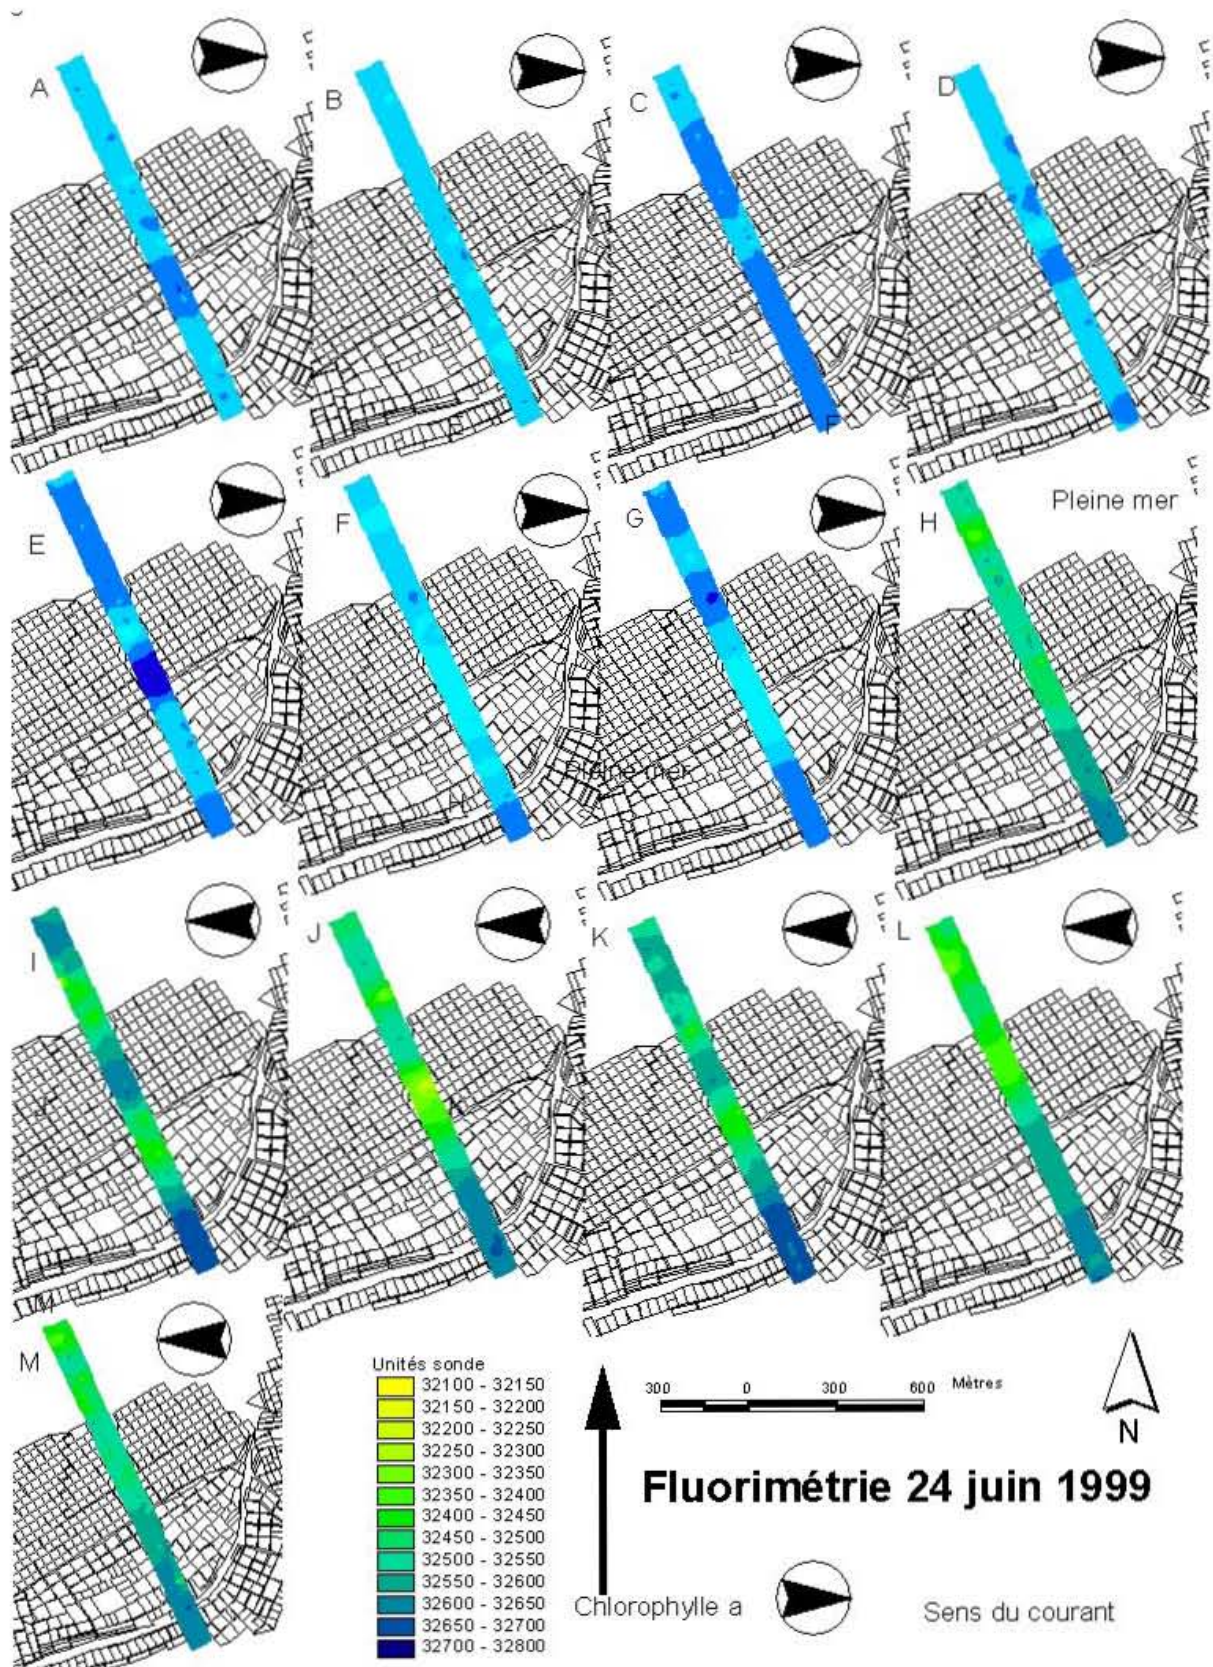 A
B
C
D
E
F
G
H
Pleine mer
Pleine mer
H
I
J
K
L
M
Unités sonde
32100 - 32150
32150 - 32200
32200 - 32250
32250 - 32300
32300 - 32350
32350 - 32400
32400 - 32450
32450 - 32500
32500 - 32550
32550 - 32600
32600 - 32650
32650 - 32700
32700 - 32800
300 0 300 600 Mètres
N
Fluorimétrie 24 juin 1999
Chlorophylle a
Sens du courant